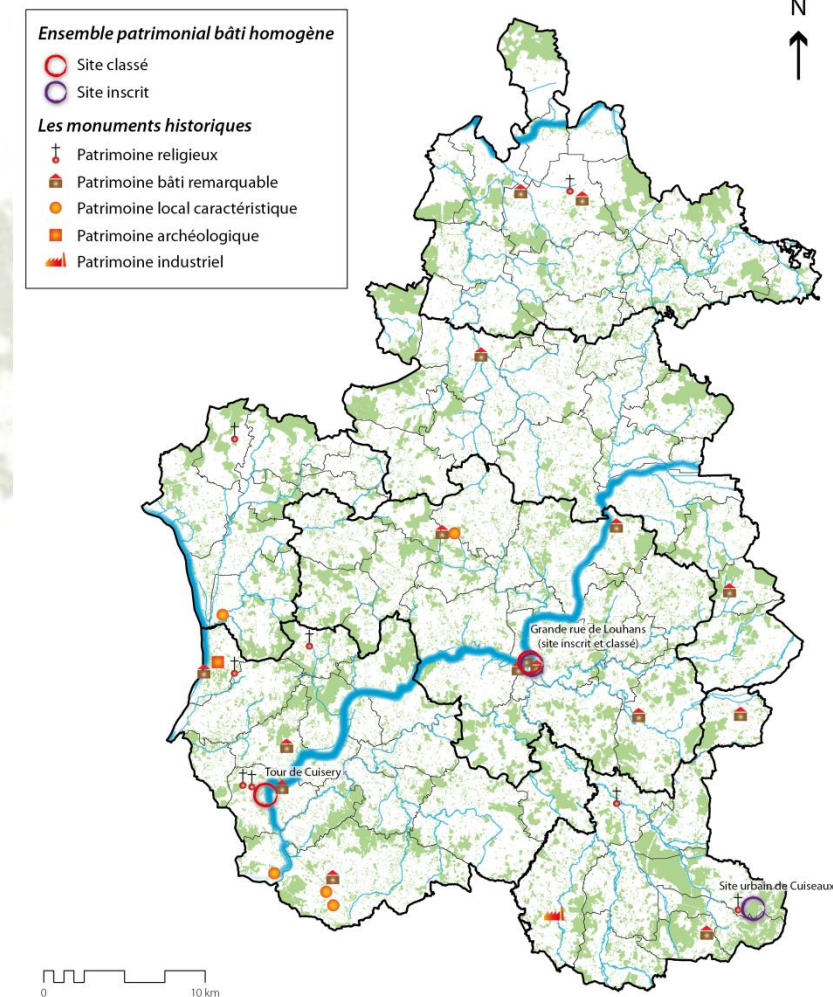 Ensemble patrimonial bâti homogène
Site classé
Site inscrit
Les monuments historiques
Patrimoine religieux
Patrimoine bâti remarquable
Patrimoine local caractéristique
Patrimoine archéologique
Patrimoine industriel
N
Grande rue de Louhans
(site inscrit et classé)
Tour de Cuisery
Site urbain de Cuiseaux
0
10 km